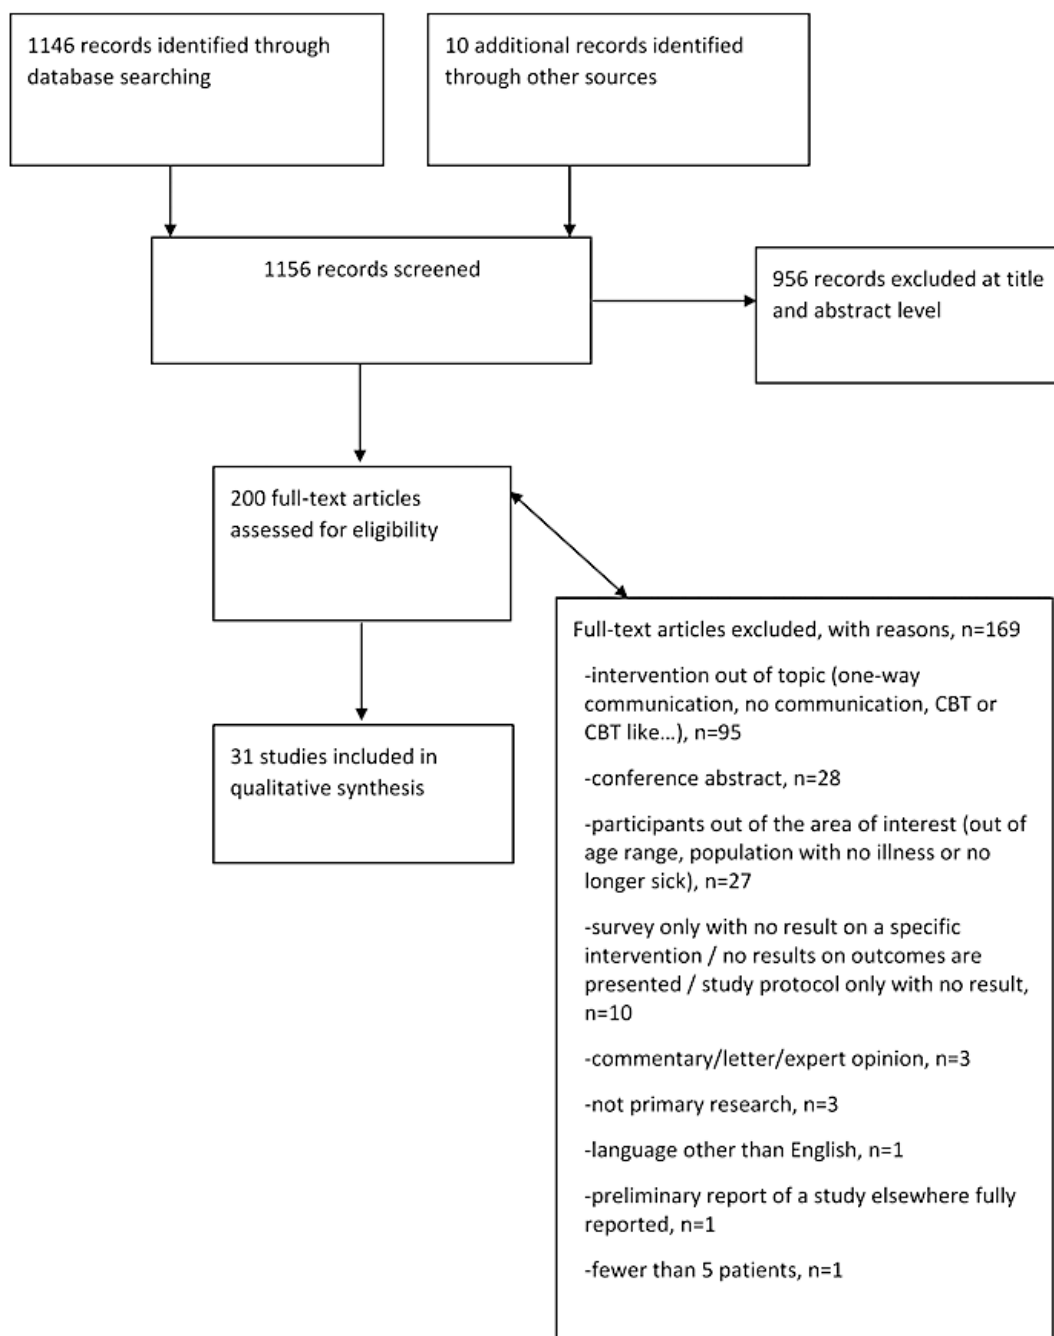 1146 records identified through
database searching
10 additional records identified
through other sources
1156 records screened
956 records excluded at title
and abstract level
200 full-text articles
assessed for eligibility
Full-text articles excluded, with reasons, n=169
-intervention out of topic (one-way
communication, no communication, CBT or
CBT like...), n=95
-conference abstract, n=28
-participants out of the area of interest (out of
age range, population with no illness or no
longer sick), n=27
-survey only with no result on a specific
intervention / no results on outcomes are
presented / study protocol only with no result,
n=10
-commentary/letter/expert opinion, n=3
-not primary research, n=3
-language other than English, n=1
-preliminary report of a study elsewhere fully
reported, n=1
-fewer than 5 patients, n=1
31 studies included in
qualitative synthesis